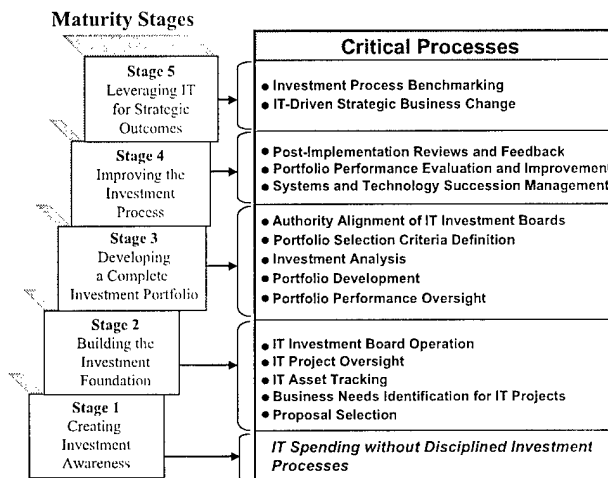 Maturity Stages
Critical Processes
Stage 5
Leveraging IT
for Strategic
Outcomes
● Investment Process Benchmarking
● IT-Driven Strategic Business Change
Stage 4
Improving the
Investment
Process
● Post-Implementation Reviews and Feedback
● Portfolio Performance Evaluation and Improvement
● Systems and Technology Succession Management
Stage 3
Developing
a Complete
Investment Portfolio
● Authority Alignment of IT Investment Boards
● Portfolio Selection Criteria Definition
● Investment Analysis
● Portfolio Development
● Portfolio Performance Oversight
Stage 2
Building the
Investment
Foundation
● IT Investment Board Operation
● IT Project Oversight
● IT Asset Tracking
● Business Needs Identification for IT Projects
● Proposal Selection
Stage 1
Creating
Investment
Awareness
IT Spending without Disciplined Investment
Processes